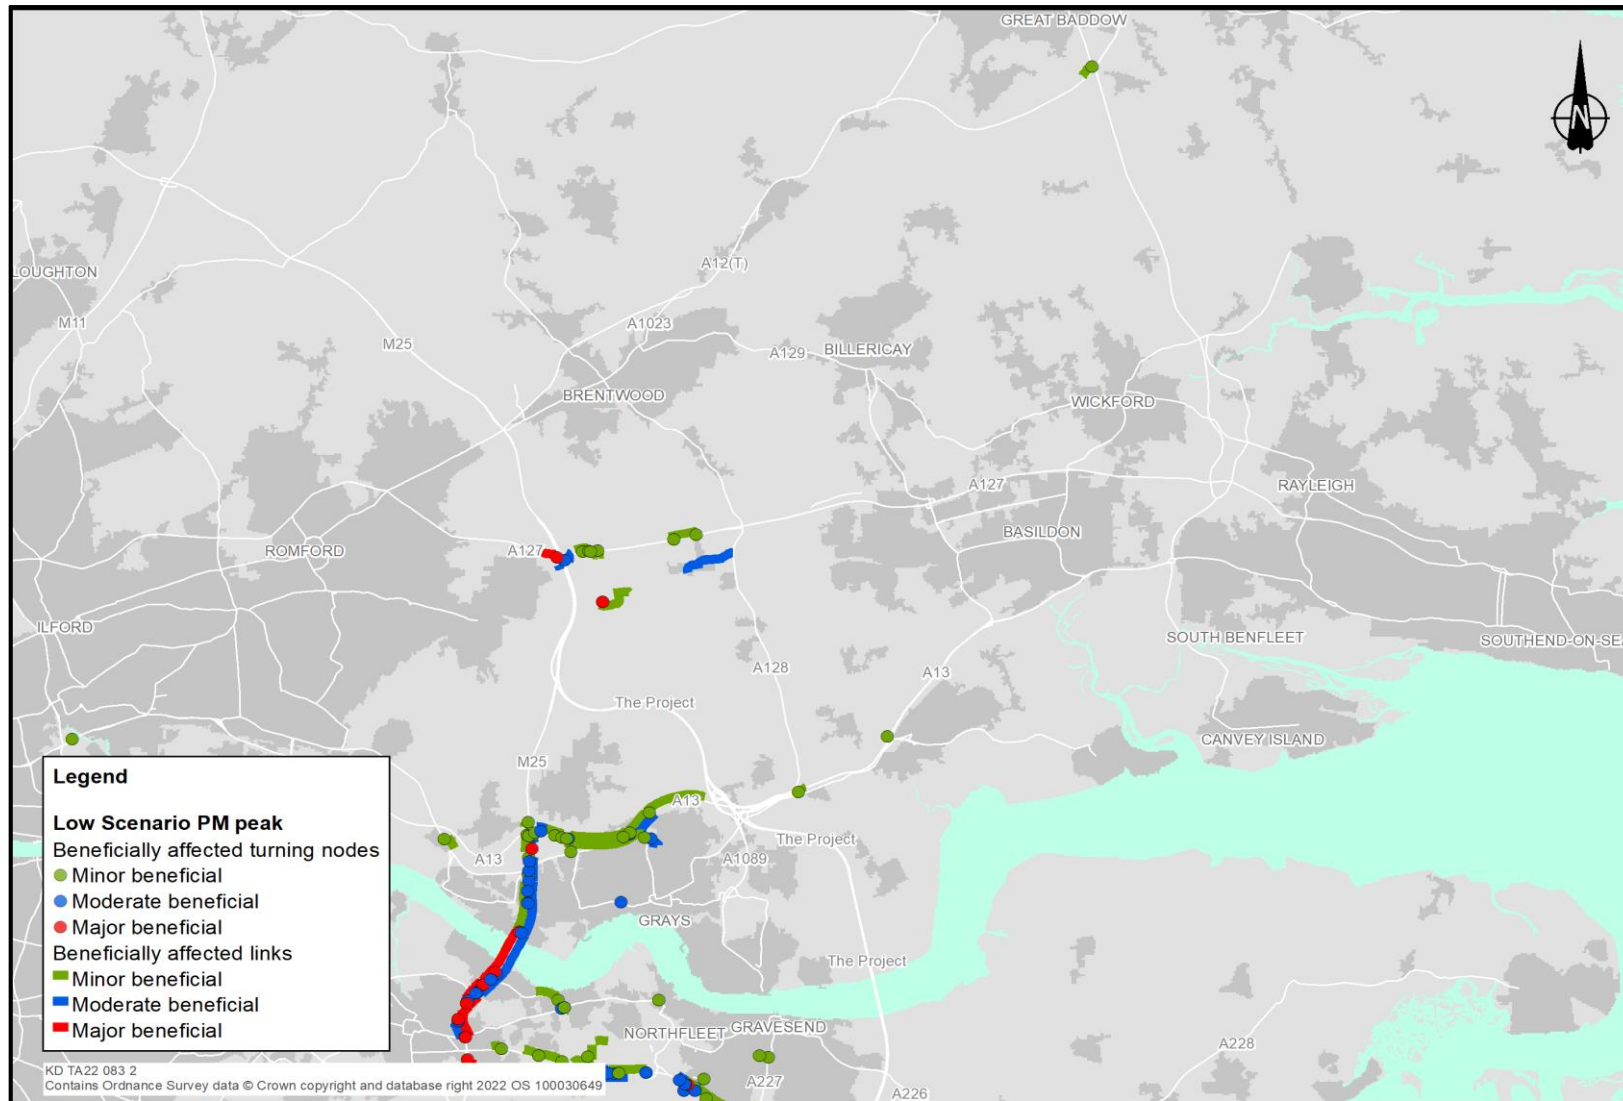 GREAT BADDOW
N
A12(T)
LOUGHTON
M11
A1023
M25
A129
BILLERICAY
BRENTWOOD
WICKFORD
A127
RAYLEIGH
BASILDON
ROMFORD
A127
ILFORD
SOUTH BENFLEET
SOUTHEND-ON-SEA
A128
A13
The Project
CANVEY ISLAND
M25
A13
The Project
A13
A1089
GRAYS
The Project
NORTHFLEET
GRAVESEND
A228
A227
A226
Legend
Low Scenario PM peak
Beneficially affected turning nodes
Minor beneficial
Moderate beneficial
Major beneficial
Beneficially affected links
Minor beneficial
Moderate beneficial
Major beneficial
KD TA22 083 2
Contains Ordnance Survey data © Crown copyright and database right 2022 OS 100030649